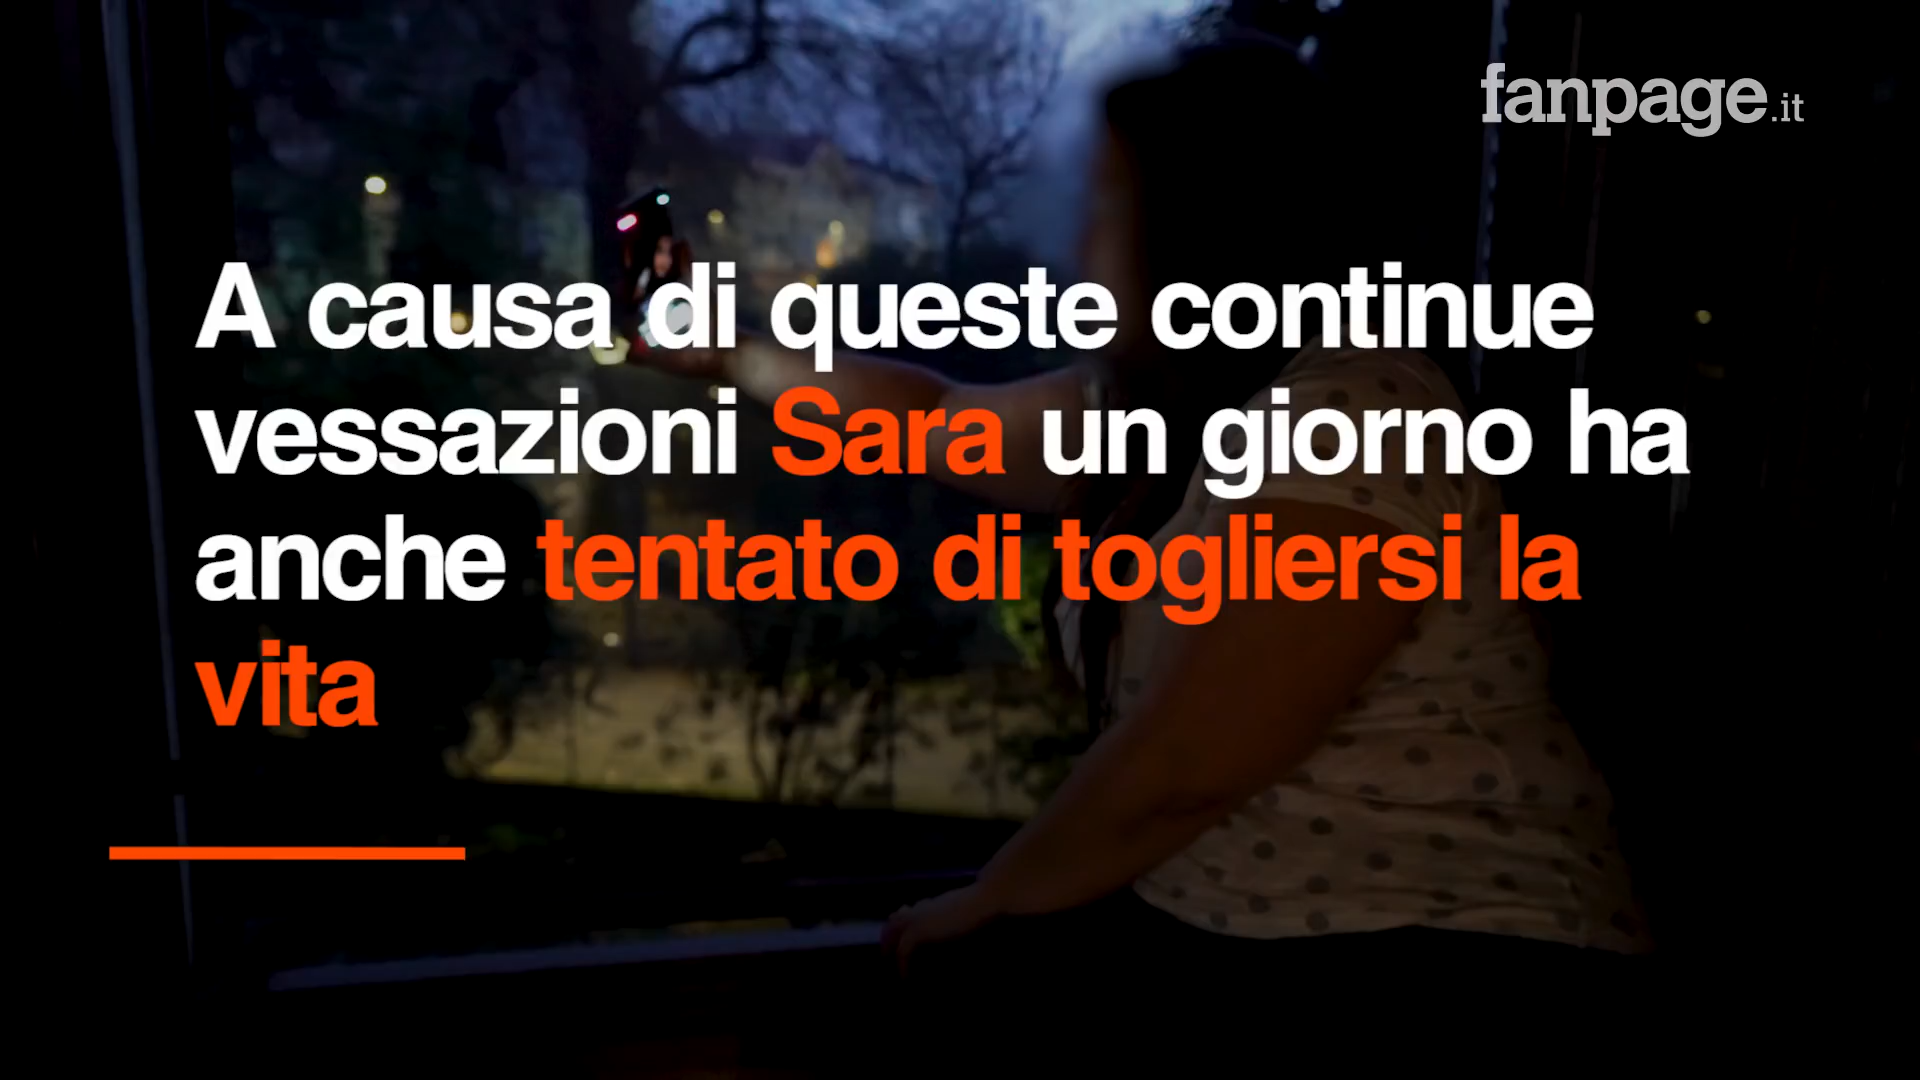 fanpage.it
A causa di queste continue
vessazioni Sara un giorno ha
anche tentato di togliersi la
vita